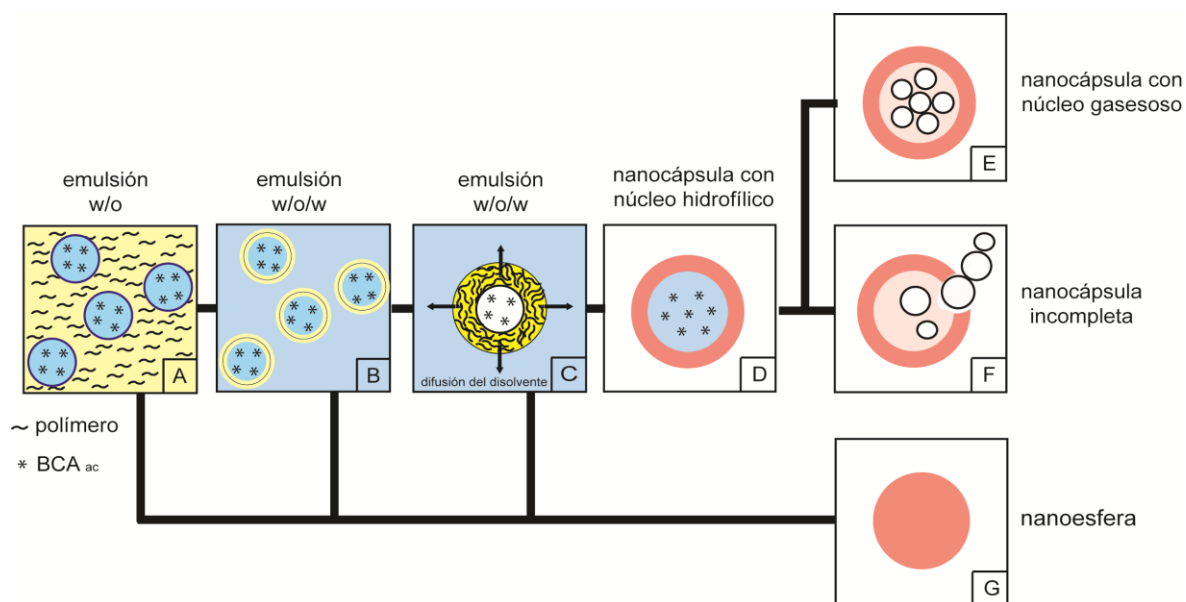 emulsión
w/o
A
~ polímero
* BCA ac
emulsión
w/o/w
B
emulsión
w/o/w
difusión del disolvente
C
nanocápsula con
núcleo hidrofílico
D
nanocápsula con
núcleo gasesoso
E
nanocápsula
incompleta
F
nanoesfera
G